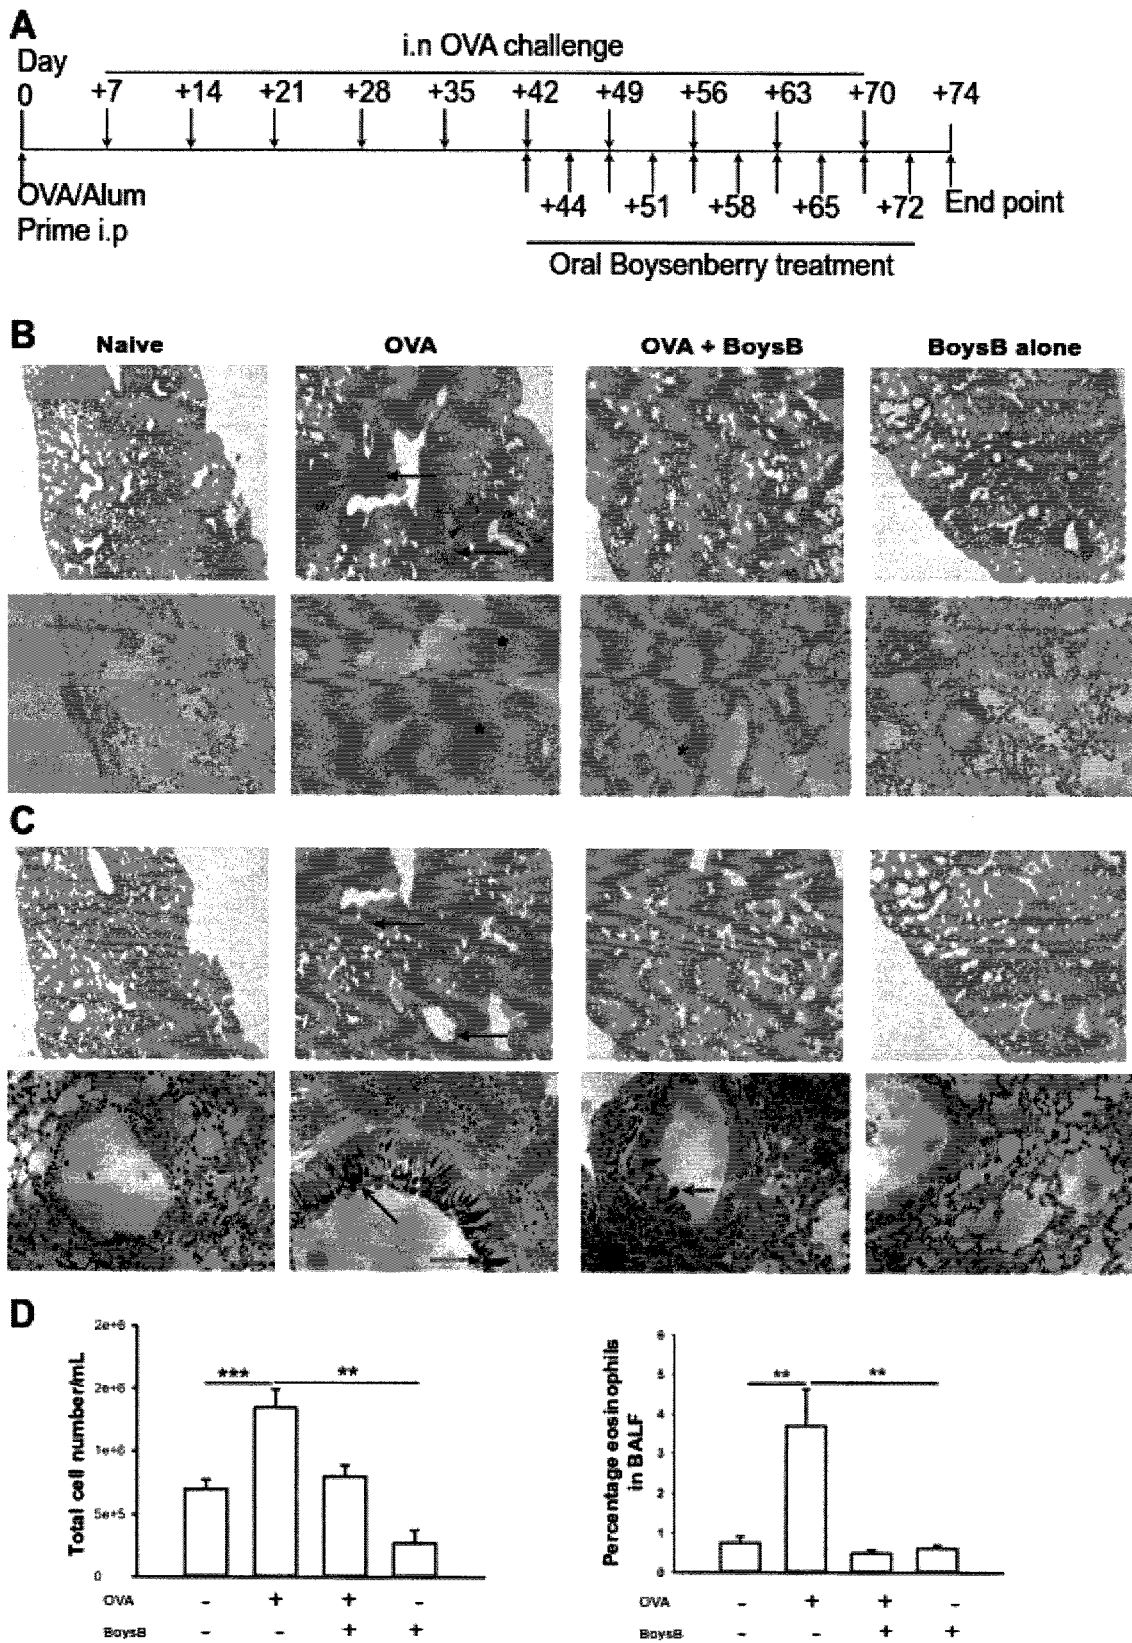 A
Day
i.n OVA challenge
0 +7 +14 +21 +28 +35 +42 +49 +56 +63 +70 +74
OVA/Alum
Prime i.p
+44 +51 +58 +65 +72 End point
Oral Boysenberry treatment
B
Naive OVA OVA + BoysB BoysB alone
*
*
*
C
D
Total cell number/mL
2e+6
2e+6
1e+6
5e+5
0
*** **
OVA - + + -
BoysB - - + +
Percentage eosinophils
in BALF
6
5
4
3
2
1
0
** **
OVA - + + -
BoysB - - + +